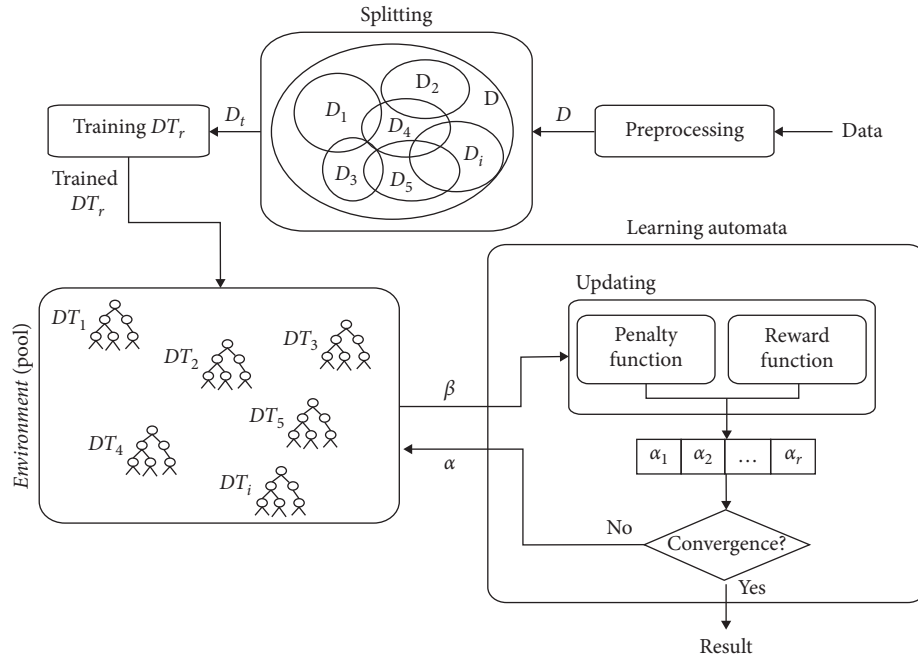 Splitting
D₁
D₂
D
D₄
D₃
D₅
Dᵢ
Dₜ
D
Preprocessing
Data
Training DTᵣ
Trained
DTᵣ
Learning automata
Updating
Penalty
function
Reward
function
Environment (pool)
DT₁
DT₂
DT₃
DT₄
DT₅
DTᵢ
β
α
α₁ α₂ … αᵣ
No
Convergence?
Yes
Result